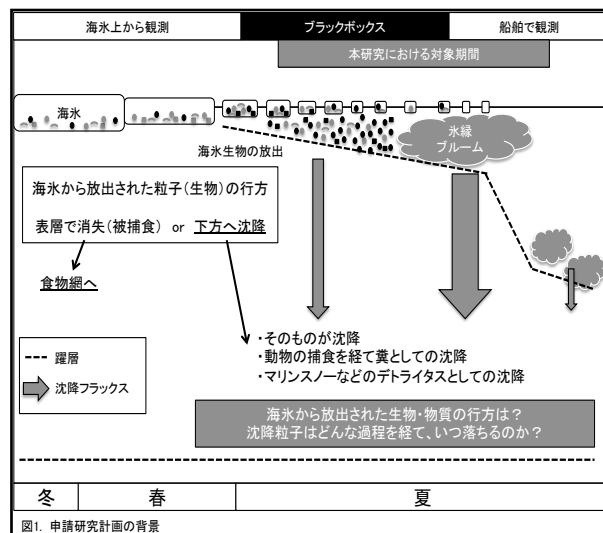 海氷上から観測
ブラックボックス
船舶で観測
本研究における対象期間
海氷
海氷生物の放出
氷縁
ブルーム
海氷から放出された粒子(生物)の行方
表層で消失(被捕食) or 下方へ沈降
食物網へ
・そのものが沈降
・動物の捕食を経て糞としての沈降
・マリンスノーなどのデトライタスとしての沈降
躍層
沈降フラックス
海氷から放出された生物・物質の行方は?
沈降粒子はどんな過程を経て、いつ落ちるのか?
冬
春
夏
図1. 申請研究計画の背景